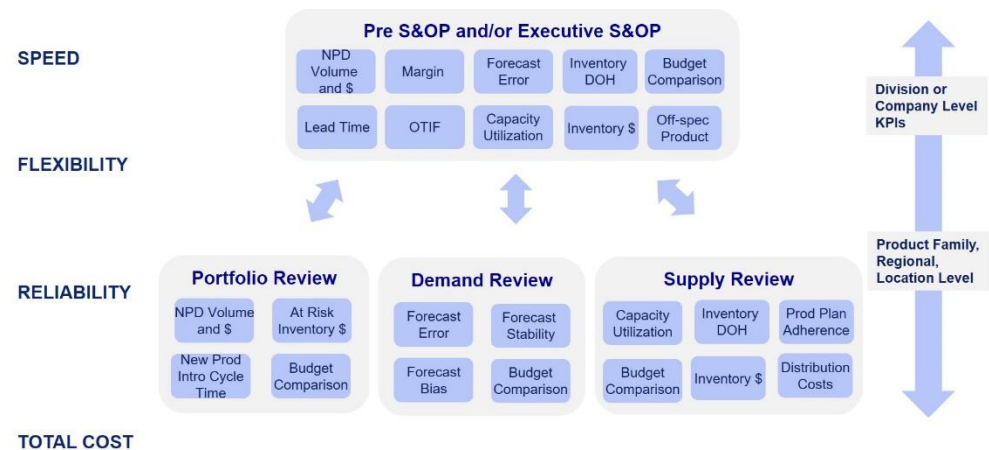 SPEED
FLEXIBILITY
RELIABILITY
TOTAL COST
Pre S&OP and/or Executive S&OP
NPD
Volume
and $
Margin
Forecast
Error
Inventory
DOH
Budget
Comparison
Lead Time
OTIF
Capacity
Utilization
Inventory $
Off-spec
Product
Division or
Company Level
KPIs
Product Family,
Regional,
Location Level
Portfolio Review
NPD Volume
and $
At Risk
Inventory $
New Prod
Intro Cycle
Time
Budget
Comparison
Demand Review
Forecast
Error
Forecast
Stability
Forecast
Bias
Budget
Comparison
Supply Review
Capacity
Utilization
Inventory
DOH
Prod Plan
Adherence
Budget
Comparison
Inventory $
Distribution
Costs